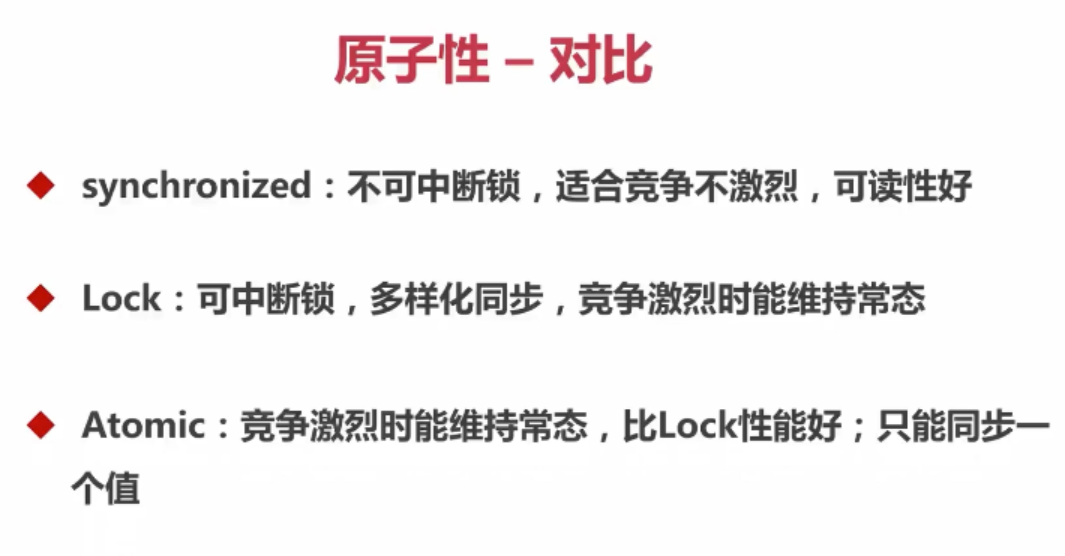 原子性 – 对比
◆ synchronized：不可中断锁，适合竞争不激烈，可读性好
◆ Lock：可中断锁，多样化同步，竞争激烈时能维持常态
◆ Atomic：竞争激烈时能维持常态，比Lock性能好；只能同步一
个值